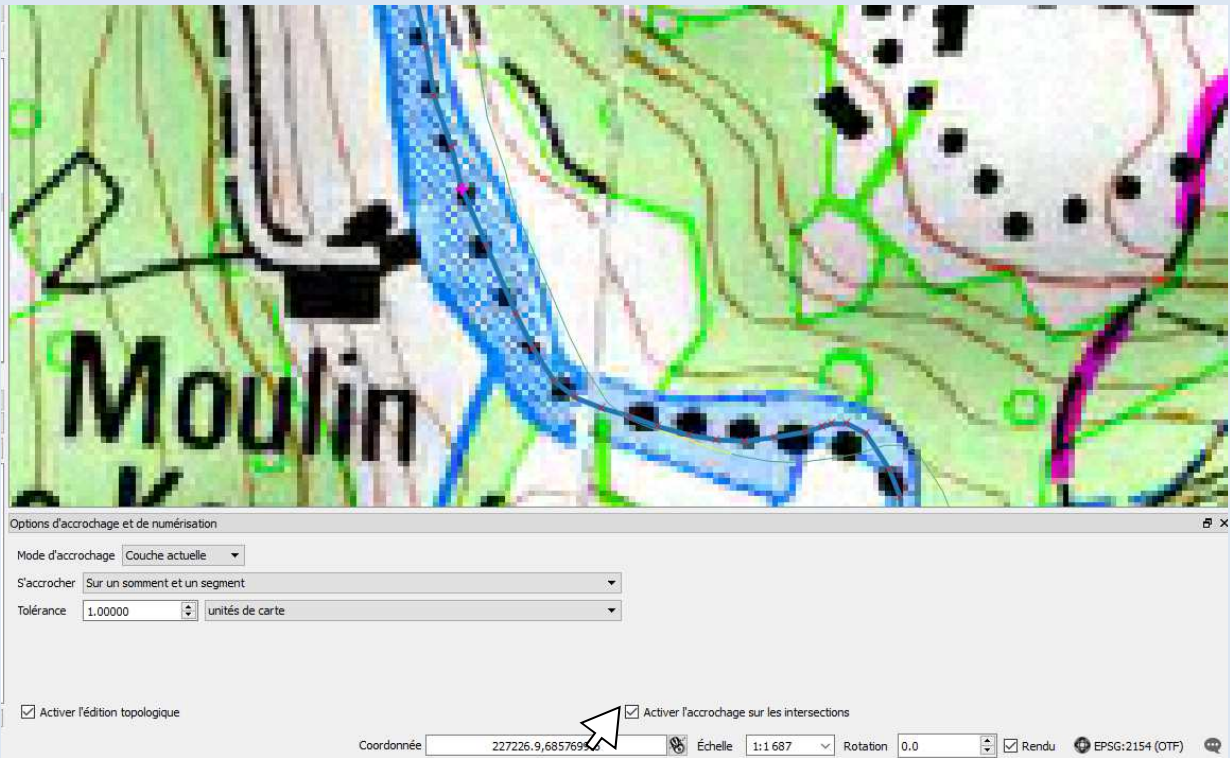 Moulin
Options d'accrochage et de numérisation
Mode d'accrochage Couche actuelle
S'accrocher Sur un somment et un segment
Tolérance 1.00000 unités de carte
Activer l'édition topologique Activer l'accrochage sur les intersections
Coordonnée Échelle 1:1 687 Rotation 0.0 Rendu EPSG:2154 (OTF)